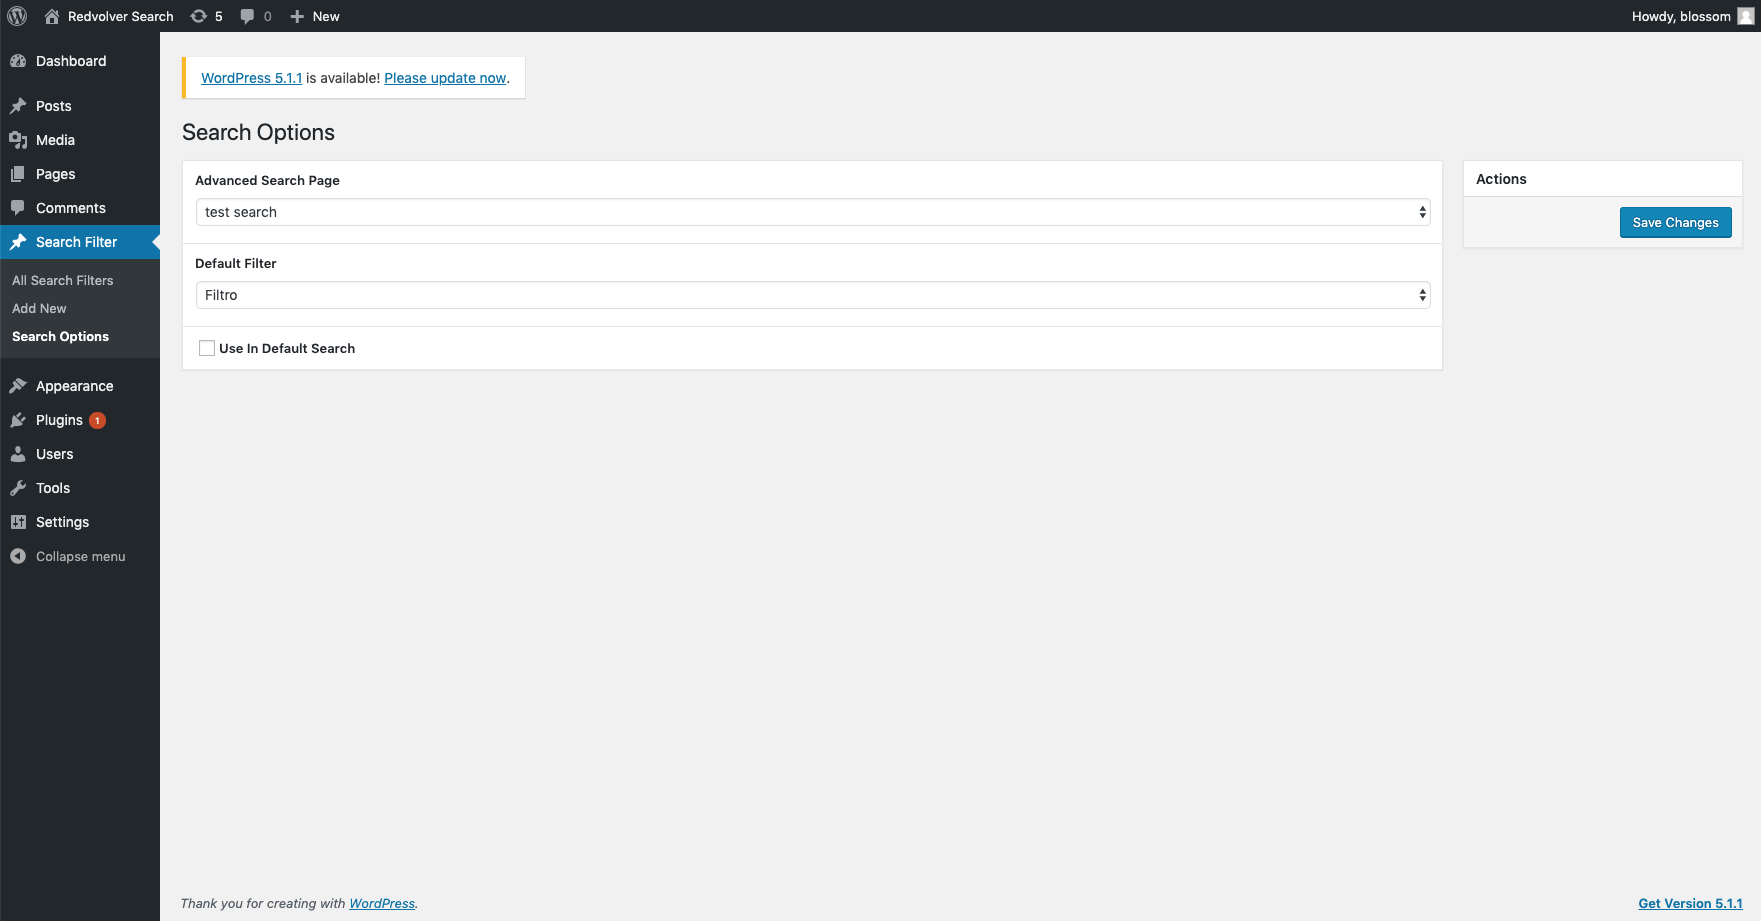 Redvolver Search 5 0 New Howdy, blossom
Dashboard
Posts
Media
Pages
Comments
Search Filter
All Search Filters
Add New
Search Options
Appearance
Plugins 1
Users
Tools
Settings
Collapse menu
WordPress 5.1.1 is available! Please update now.
Search Options
Advanced Search Page
test search
Default Filter
Filtro
Use In Default Search
Actions
Save Changes
Thank you for creating with WordPress.
Get Version 5.1.1